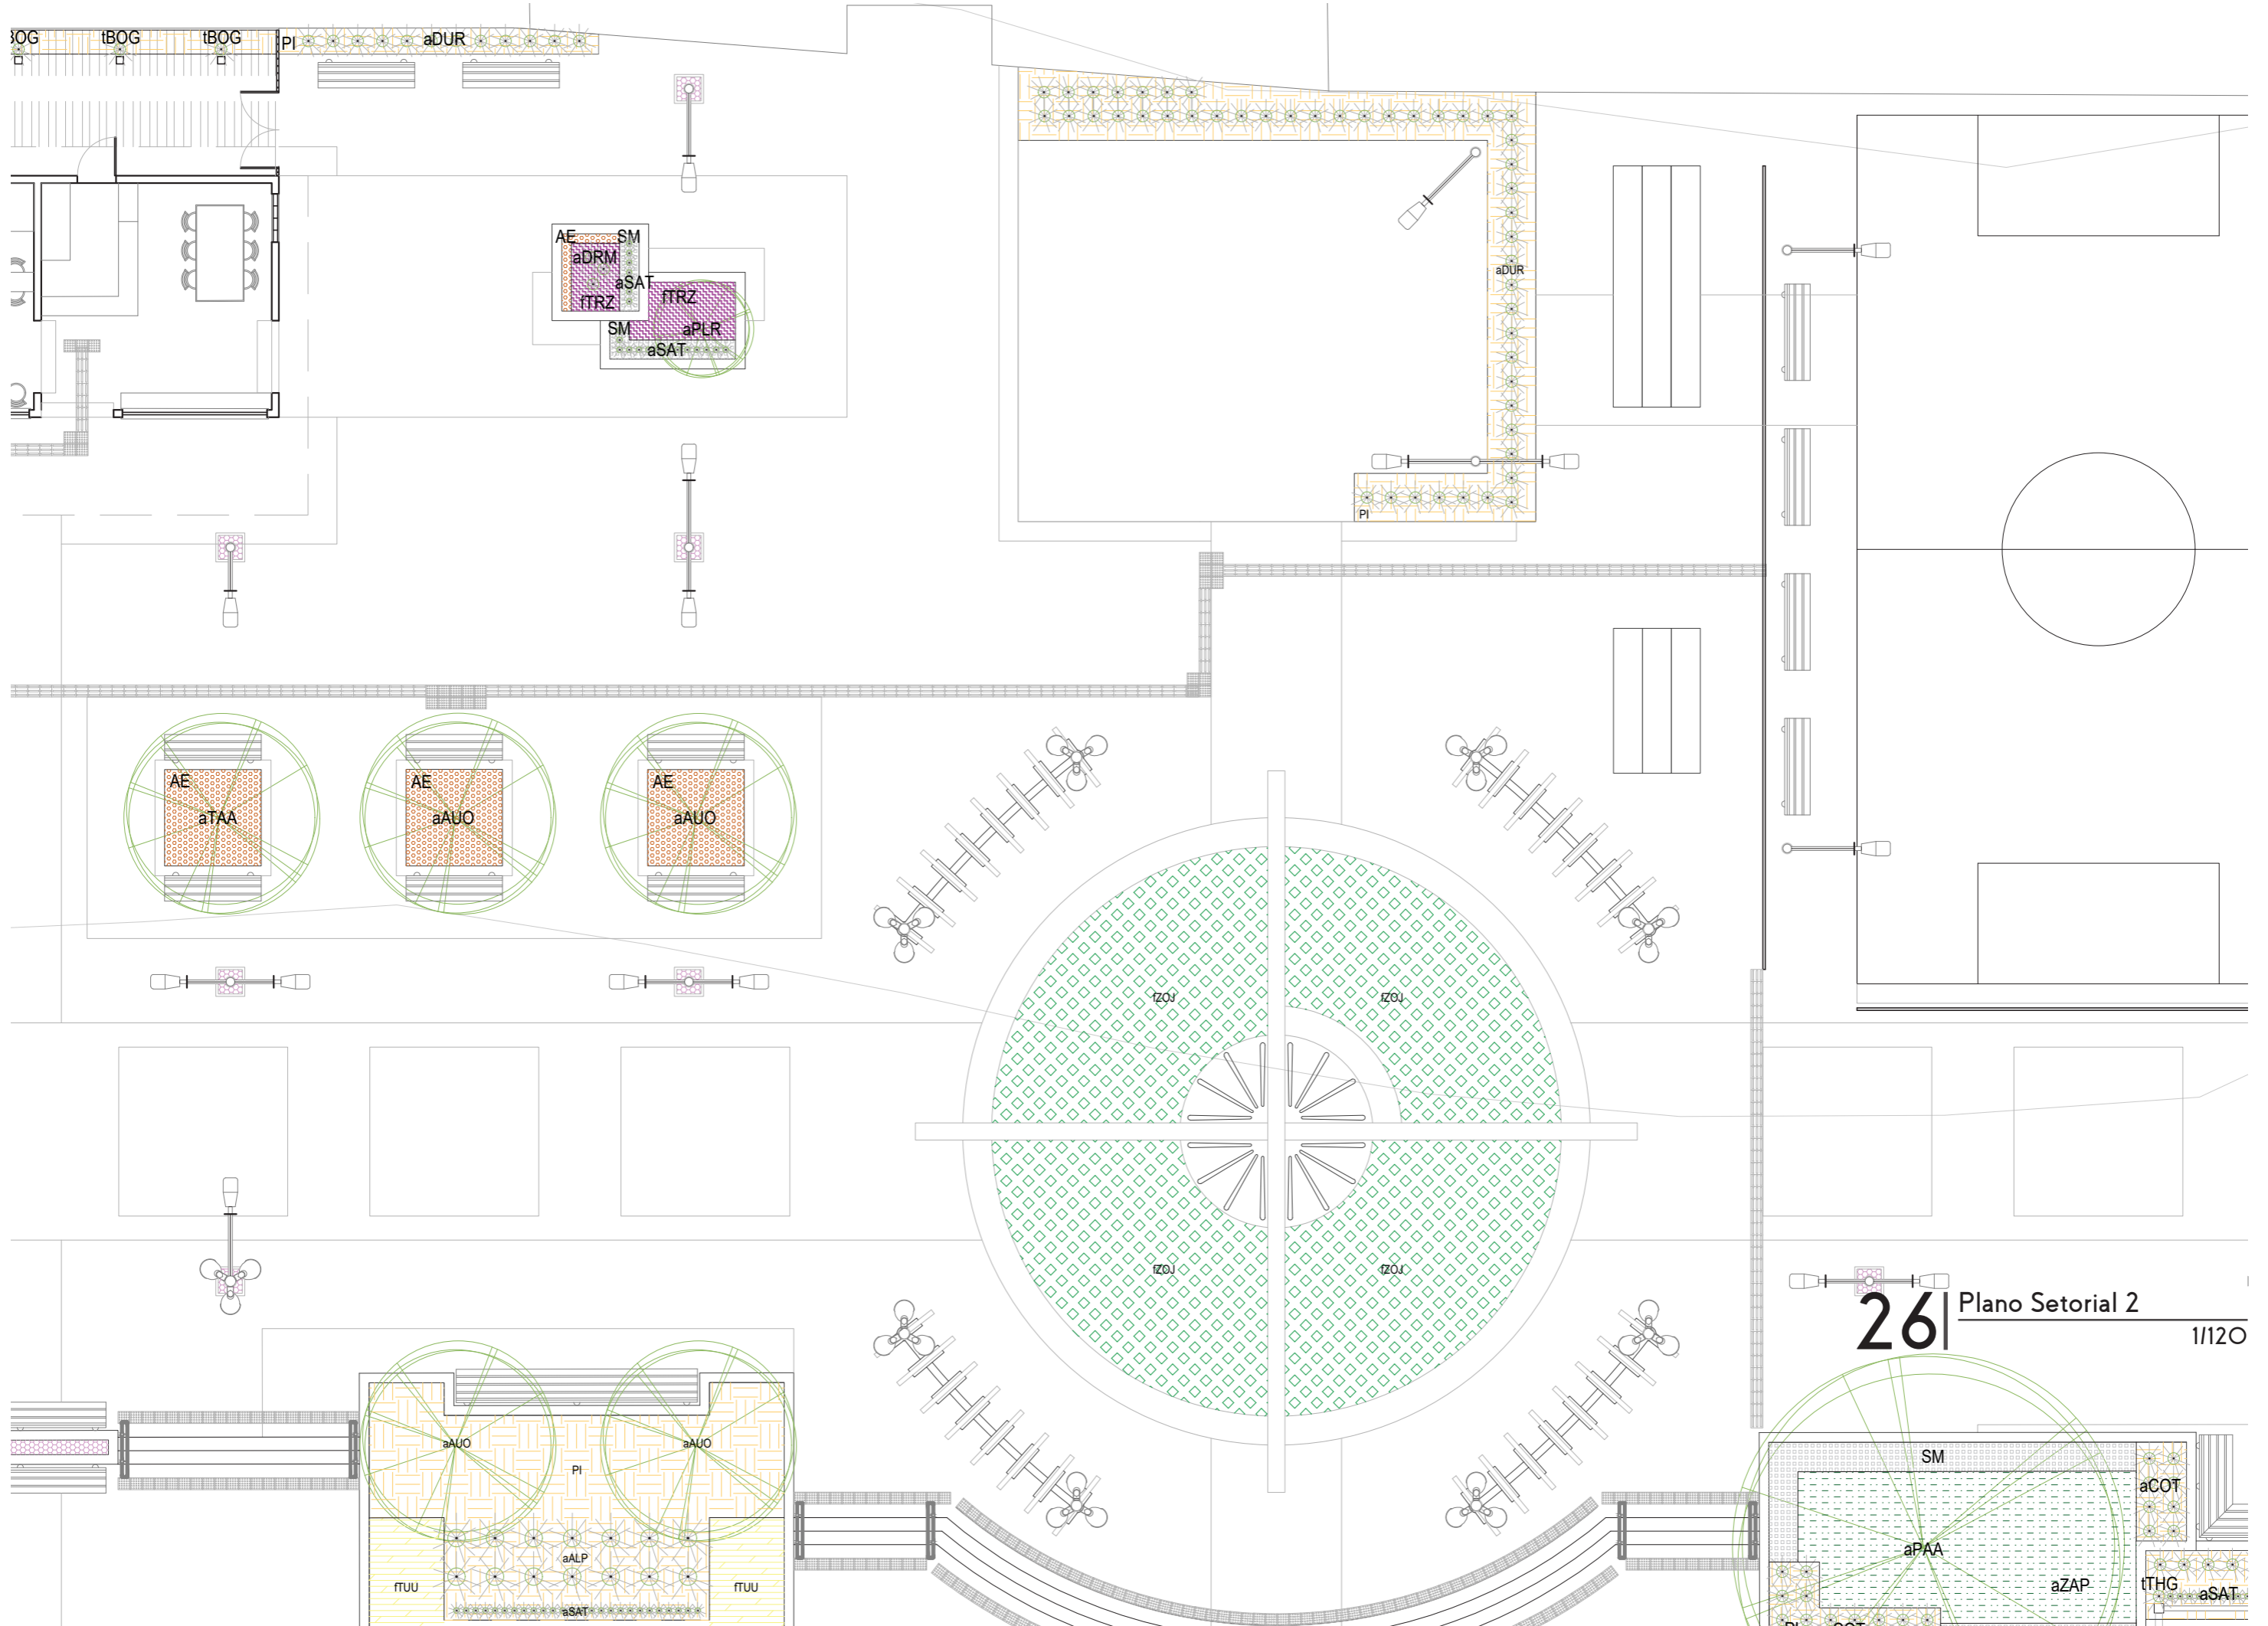 tBOG
tBOG
PI
aDUR
AE
SM
aDRM
aSAT
fTRZ
fTRZ
SM
aPLR
aSAT
aDUR
PI
AE
AE
AE
aTAA
aAUO
aAUO
fZOJ
fZOJ
fZOJ
fZOJ
26
Plano Setorial 2
1/120
aAUO
aAUO
PI
SM
aCOT
aALP
aPAA
fTUU
fTUU
aZAP
tTHG
aSAT
aSAT